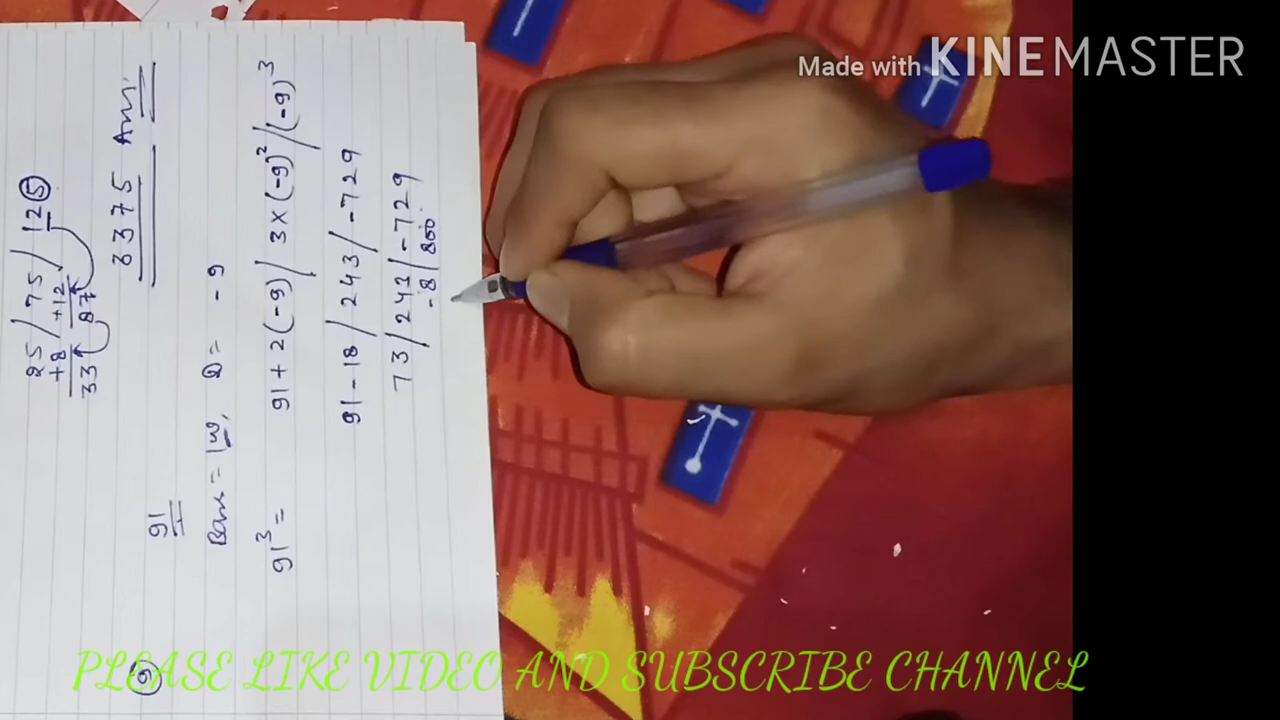 25 / 75 / 125
+8 / +12
33 87
3375 Ans.
(9) 91
Base = 100, D = -9
91³ = 91 + 2(-9) / 3 × (-9)² / (-9)³
91 - 18 / 243 / -729
73 / 243 / -729
-8 / 800
Made with KINEMASTER
PLEASE LIKE VIDEO AND SUBSCRIBE CHANNEL